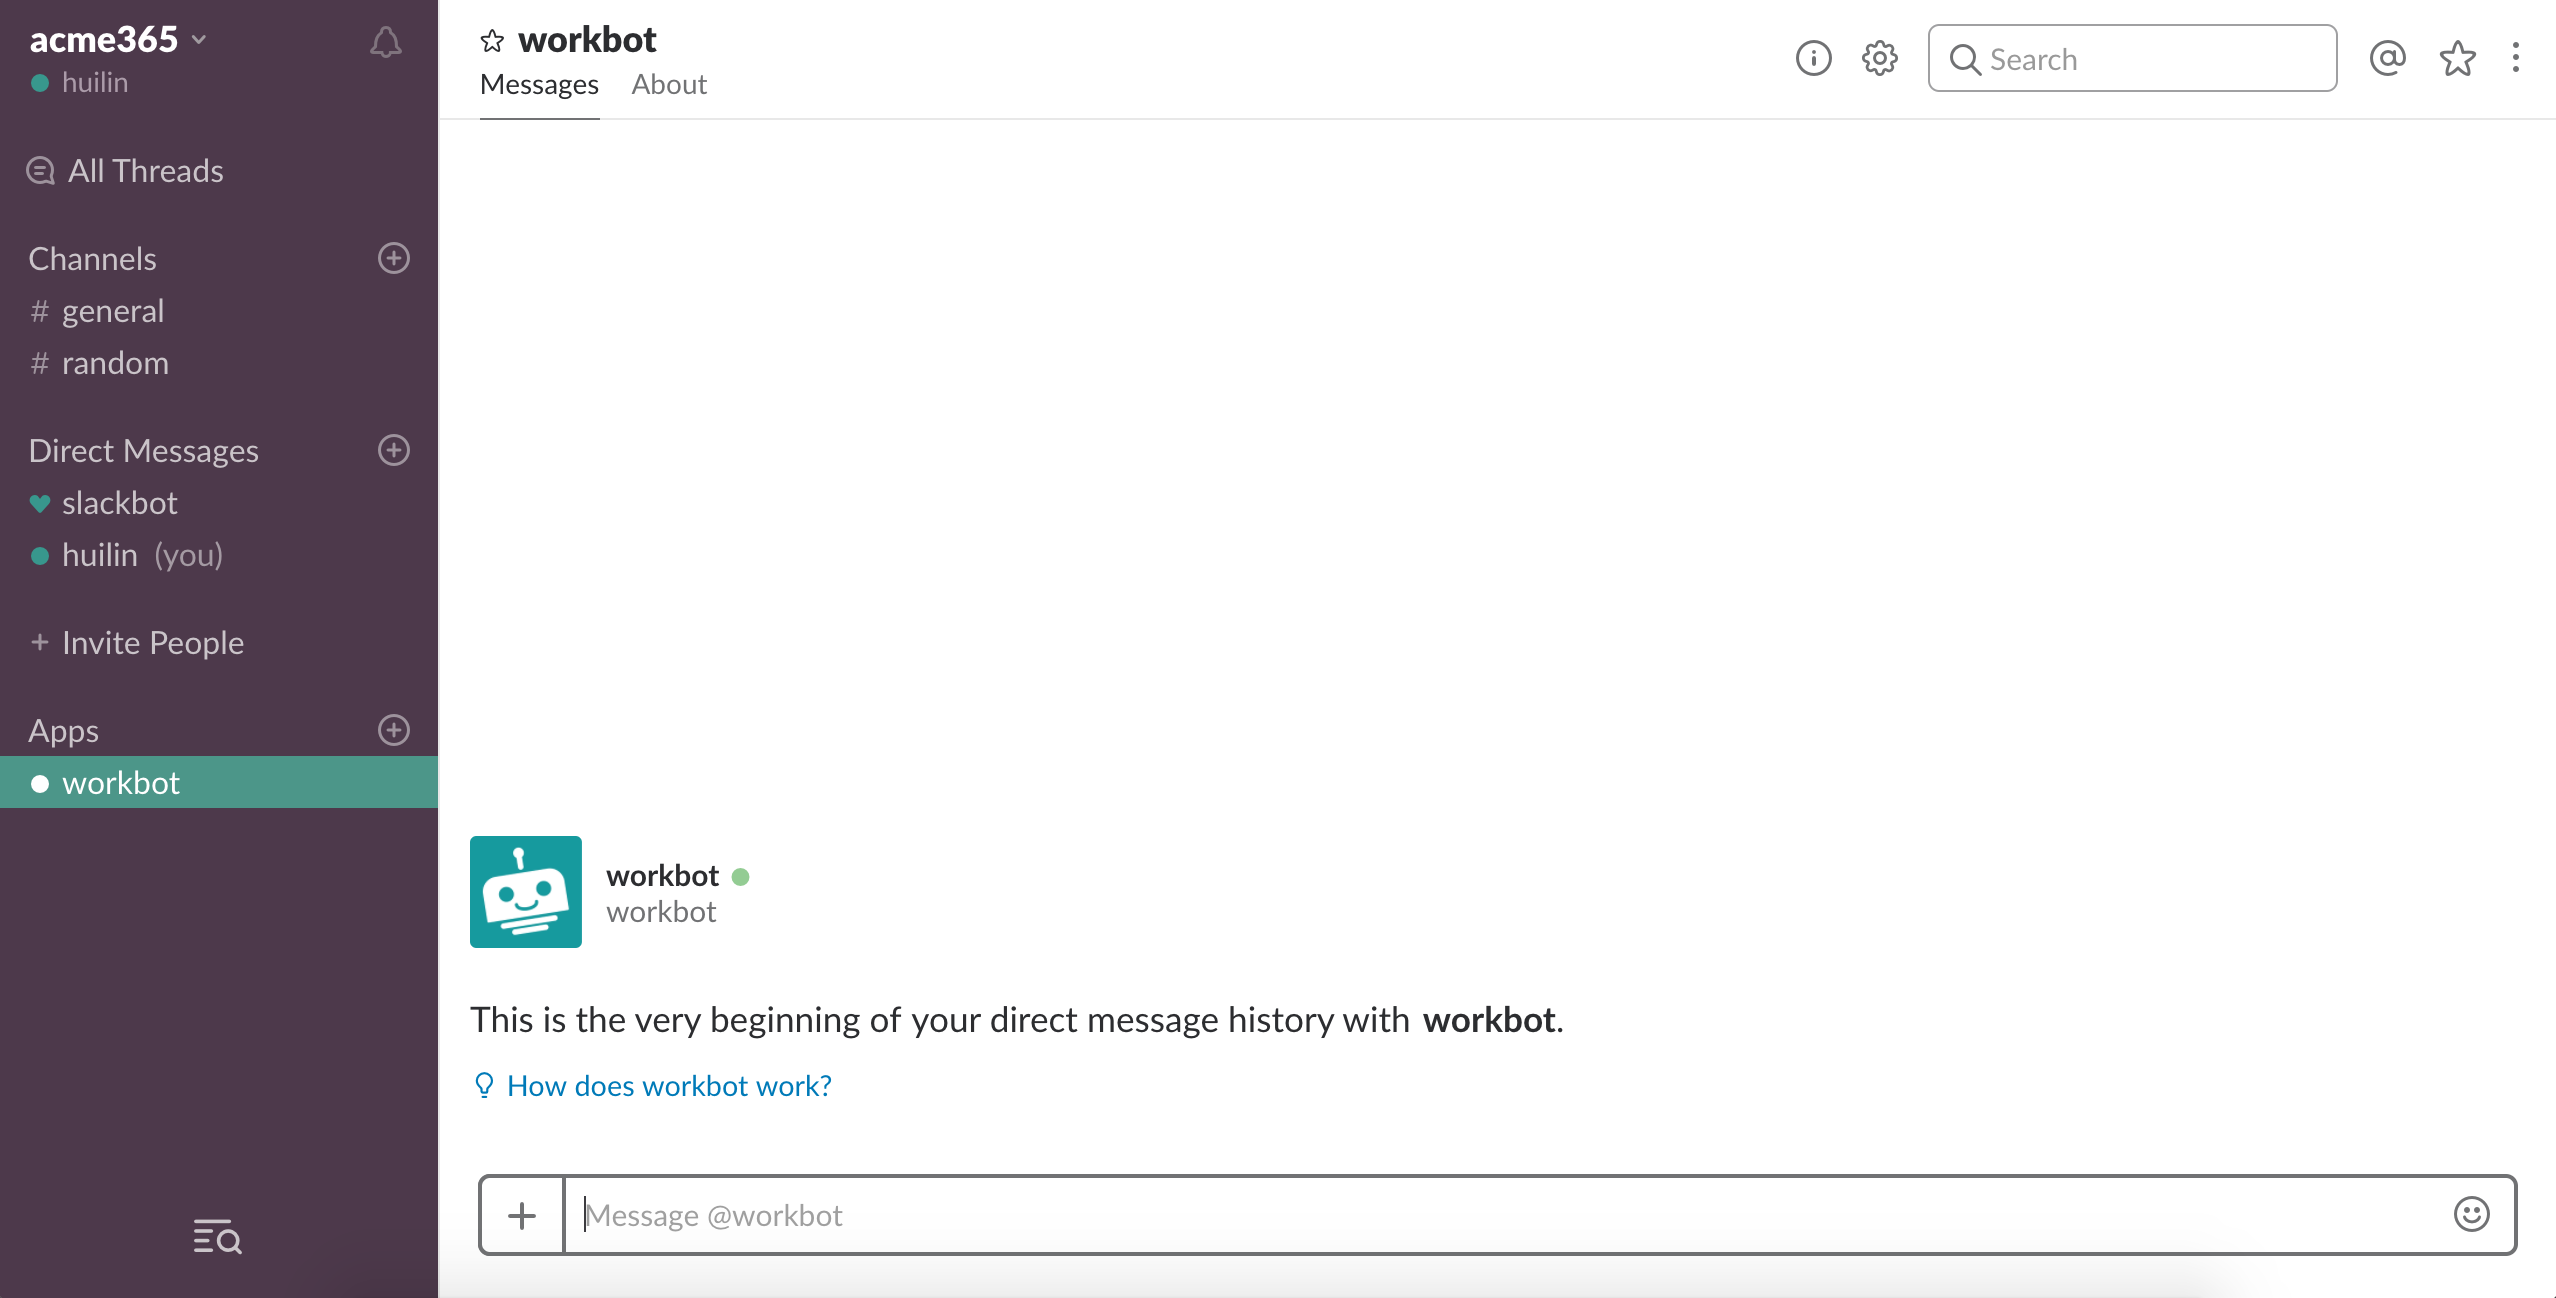 acme365
huilin
All Threads
Channels
# general
# random
Direct Messages
slackbot
huilin (you)
+ Invite People
Apps
workbot
workbot
Messages About
Search
workbot
workbot
This is the very beginning of your direct message history with workbot.
How does workbot work?
Message @workbot